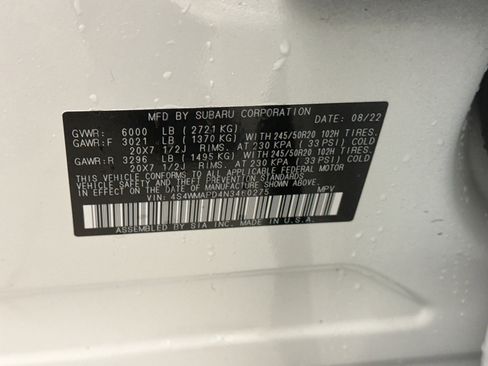 MFD BY SUBARU CORPORATION DATE: 08/22
GVWR: 6000 LB (2721 KG)
GAWR:F 3021 LB (1370 KG) WITH 245/50R20 102H TIRES.
20X7 1/2J RIMS. AT 230 KPA (33 PSI) COLD
GAWR:R 3296 LB (1495 KG) WITH 245/50R20 102H TIRES.
20X7 1/2J RIMS. AT 230 KPA (33 PSI) COLD
THIS VEHICLE CONFORMS TO ALL APPLICABLE FEDERAL MOTOR
VEHICLE SAFETY, BUMPER AND THEFT PREVENTION STANDARDS
IN EFFECT ON THE DATE OF MANUFACTURE SHOWN ABOVE.
VIN: 4S4WMAPD4N3460275 MPV
ASSEMBLED BY SIA INC. MADE IN U.S.A.